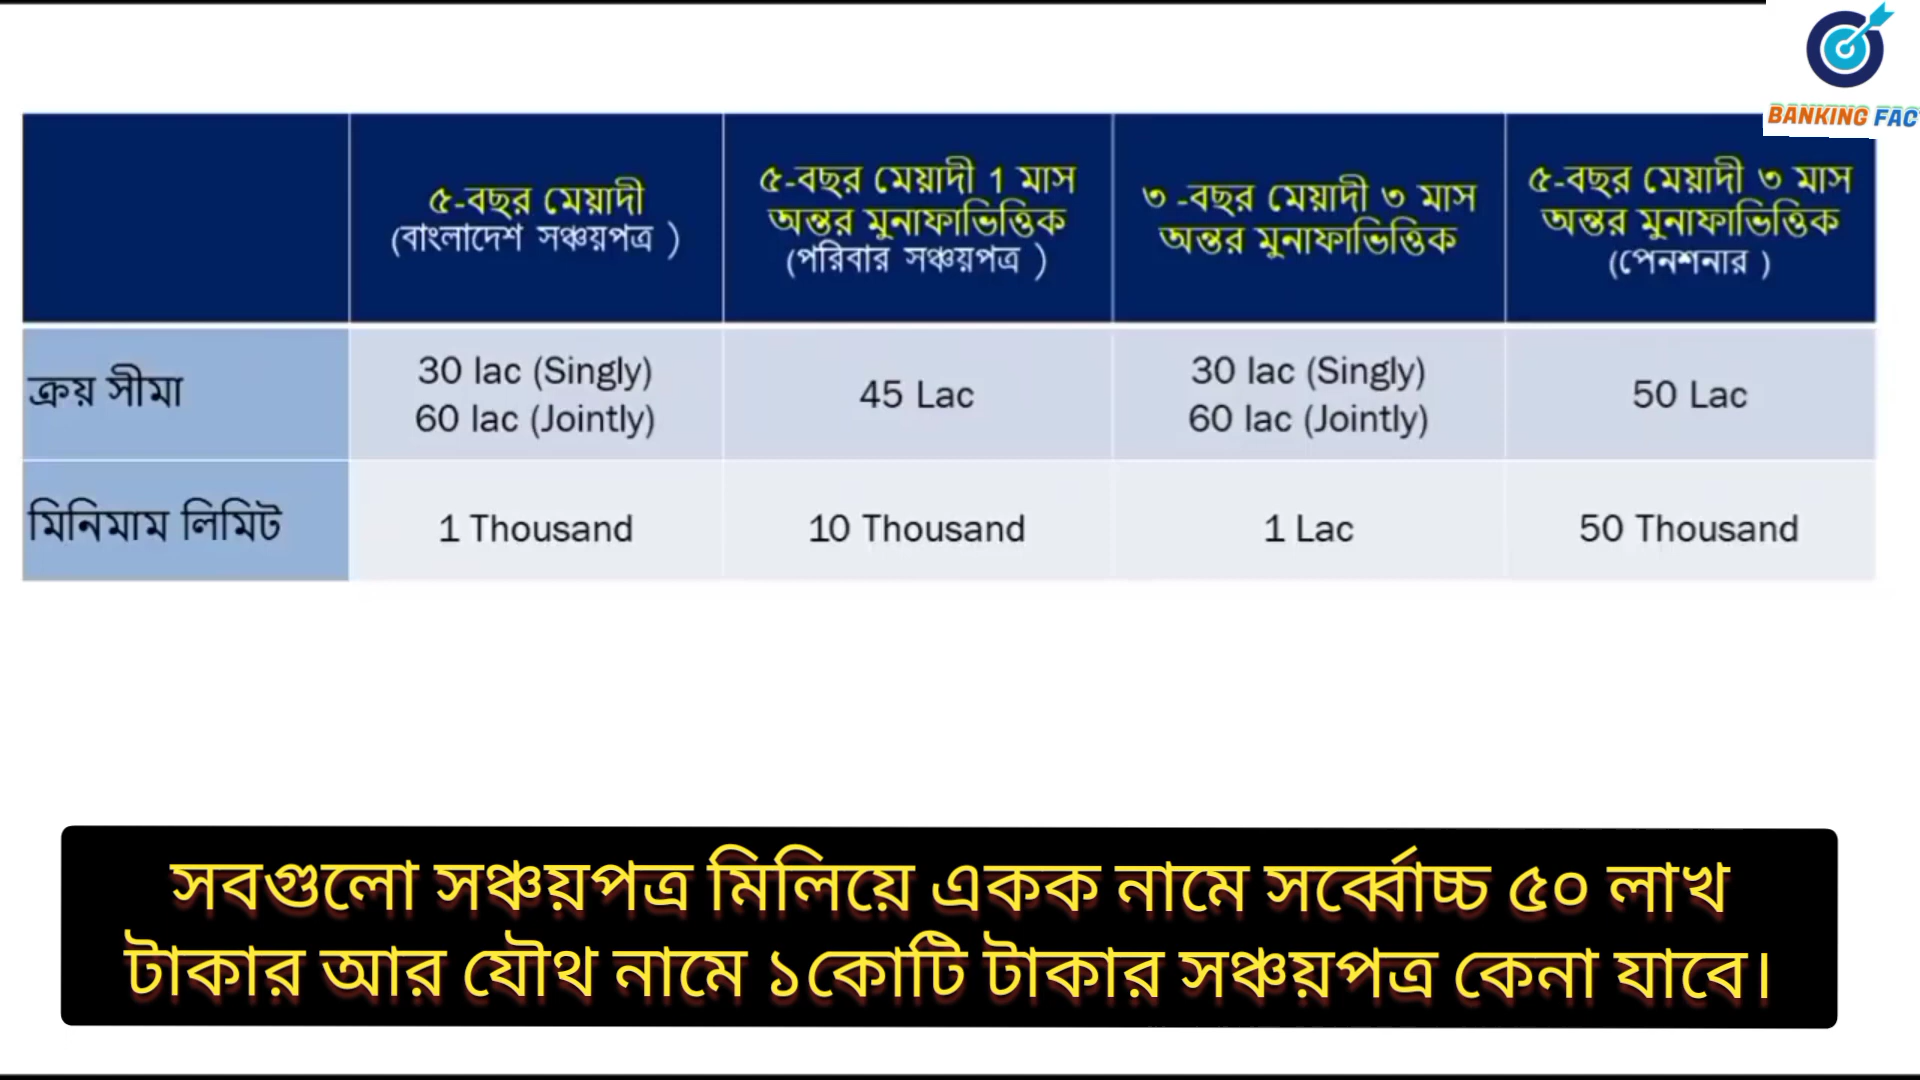 BANKING FAC
৫-বছর মেয়াদী
(বাংলাদেশ সঞ্চয়পত্র )
৫-বছর মেয়াদী 1 মাস
অন্তর মুনাফাভিত্তিক
(পরিবার সঞ্চয়পত্র )
৩ -বছর মেয়াদী ৩ মাস
অন্তর মুনাফাভিত্তিক
৫-বছর মেয়াদী ৩ মাস
অন্তর মুনাফাভিত্তিক
(পেনশনার )
ক্রয় সীমা
30 lac (Singly)
60 lac (Jointly)
45 Lac
30 lac (Singly)
60 lac (Jointly)
50 Lac
মিনিমাম লিমিট
1 Thousand
10 Thousand
1 Lac
50 Thousand
সবগুলো সঞ্চয়পত্র মিলিয়ে একক নামে সর্ব্বোচ্চ ৫০ লাখ
টাকার আর যৌথ নামে ১কোটি টাকার সঞ্চয়পত্র কেনা যাবে।